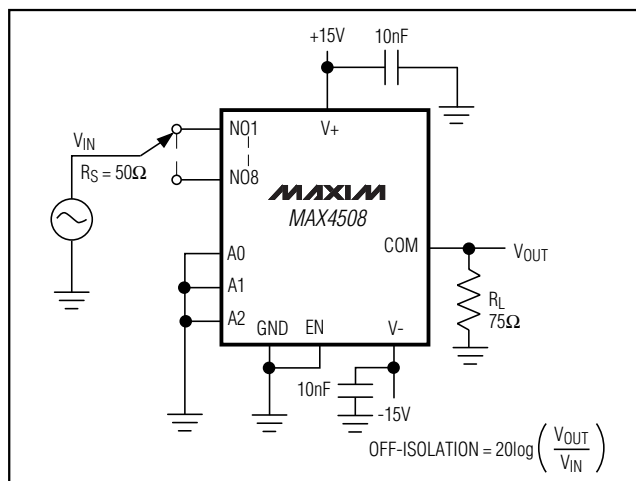 +15V
10nF
V+
V_IN
R_S = 50Ω
NO1
NO8
MAXIM
MAX4508
COM
V_OUT
R_L
75Ω
A0
A1
A2
GND EN V-
10nF
-15V
OFF-ISOLATION = 20log(V_OUT/V_IN)